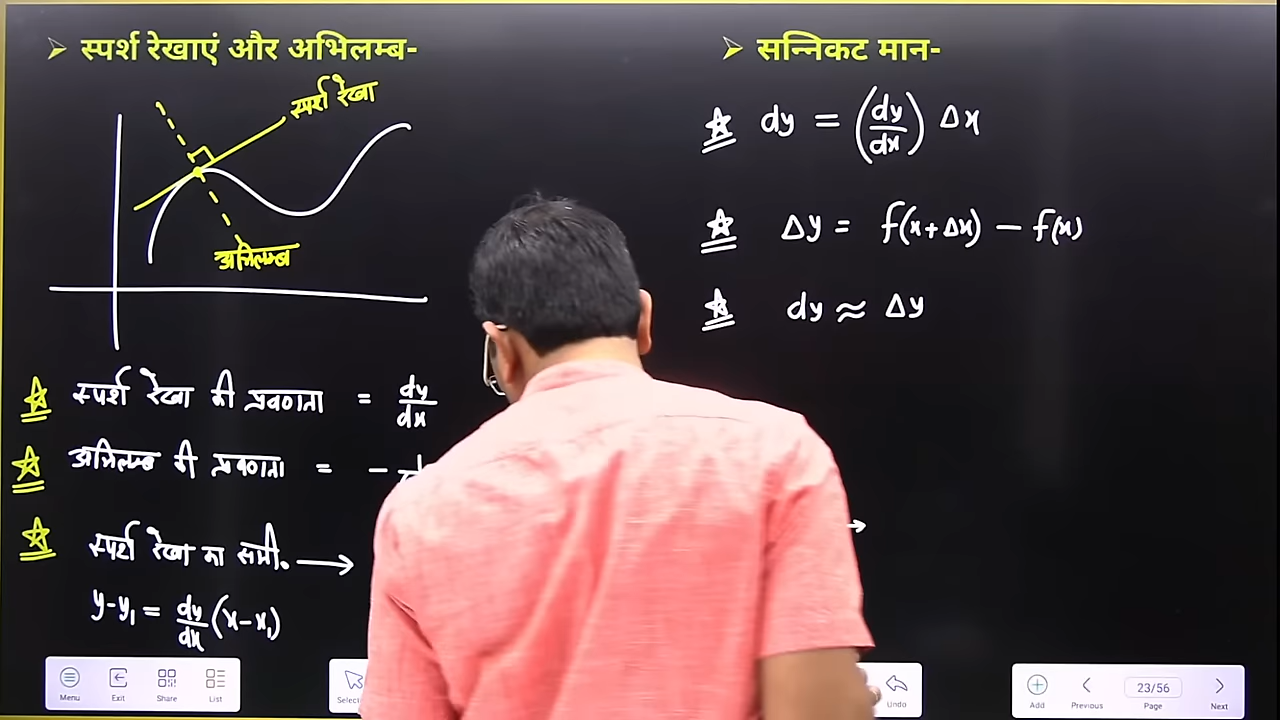 ➢ स्पर्श रेखाएं और अभिलम्ब-
स्पर्श रेखा
अभिलम्ब
स्पर्श रेखा की प्रवणता = dy/dx
अभिलम्ब की प्रवणता = -
स्पर्श रेखा का समी. ⟶
y-y₁ = dy/dx (x-x₁)
➢ सन्निकट मान-
dy = (dy/dx) Δx
Δy = f(x+Δx) - f(x)
dy ≈ Δy
Menu
Exit
Share
List
Select
Undo
Add
Previous
23/56
Page
Next